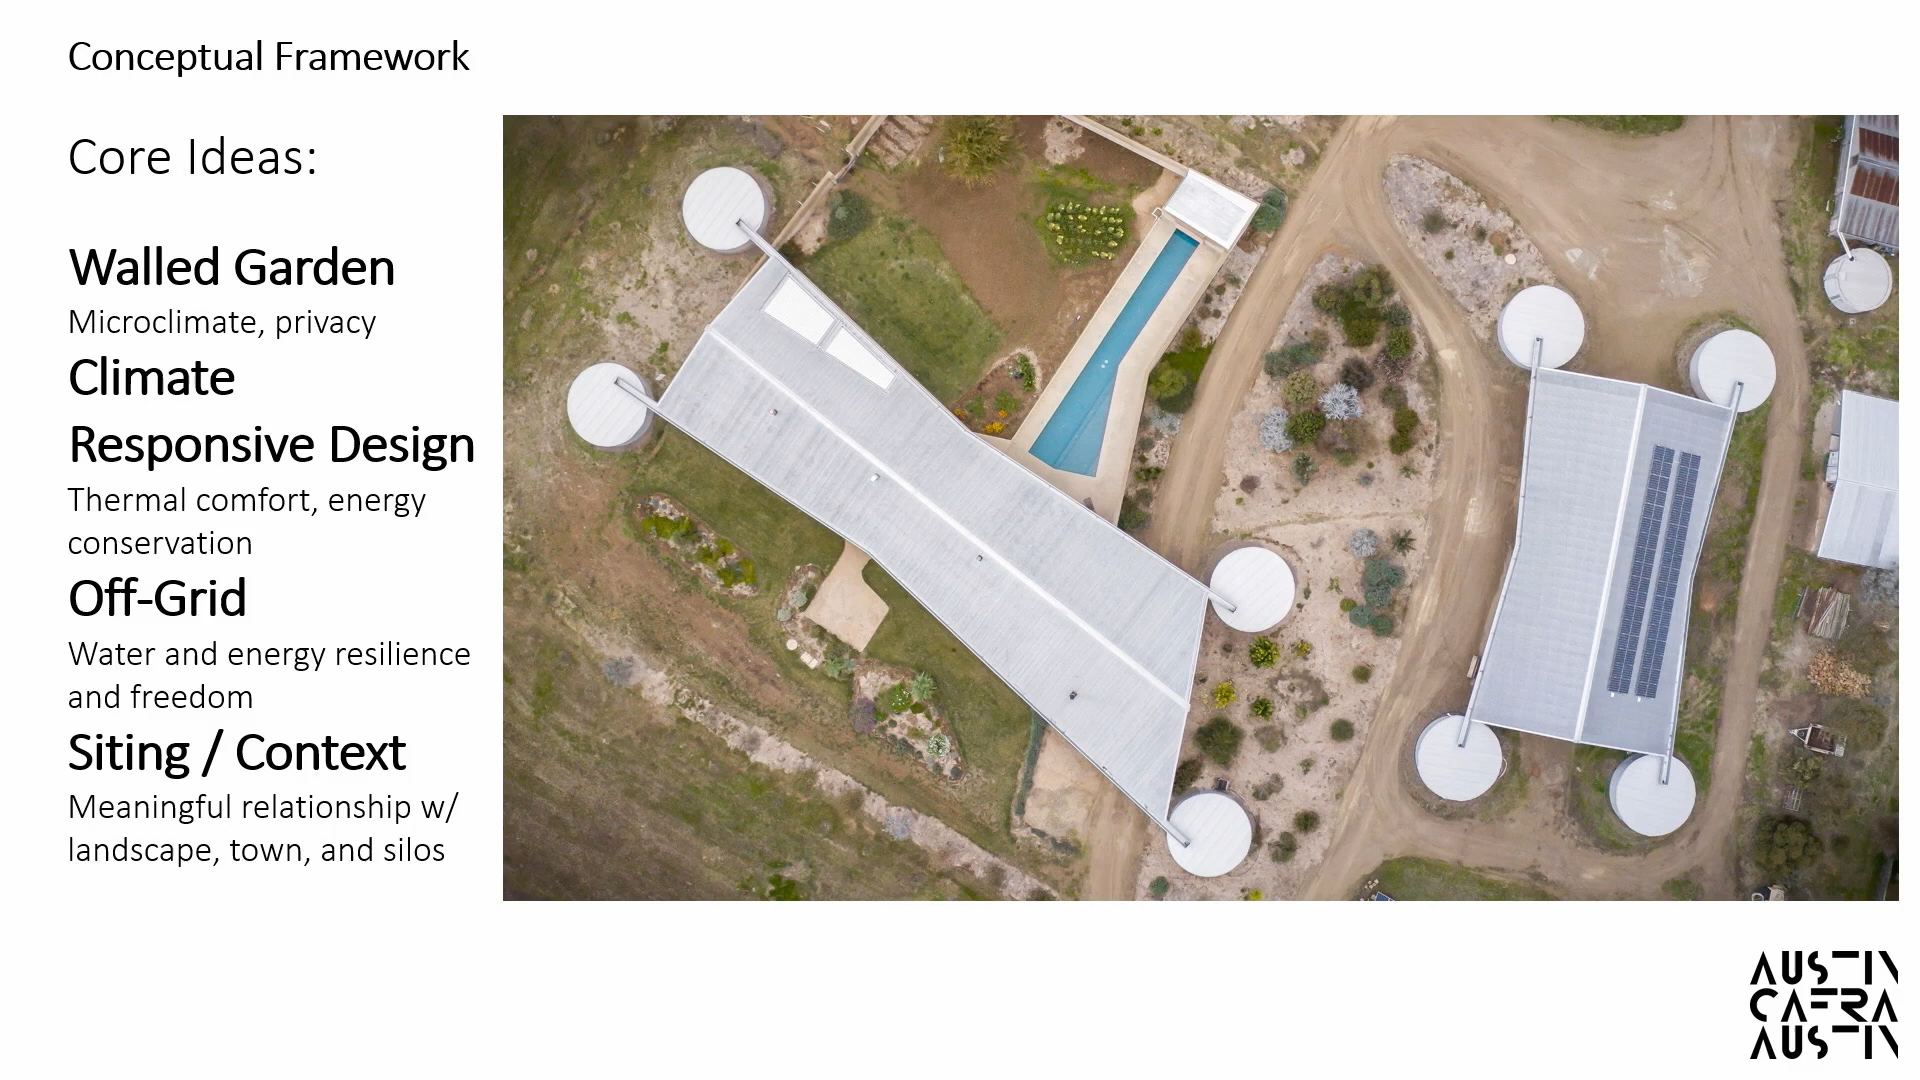 Conceptual Framework
Core Ideas:
Walled Garden
Microclimate, privacy
Climate
Responsive Design
Thermal comfort, energy
conservation
Off-Grid
Water and energy resilience
and freedom
Siting / Context
Meaningful relationship w/
landscape, town, and silos
AUSTIN
CAFRA
AUSTIN